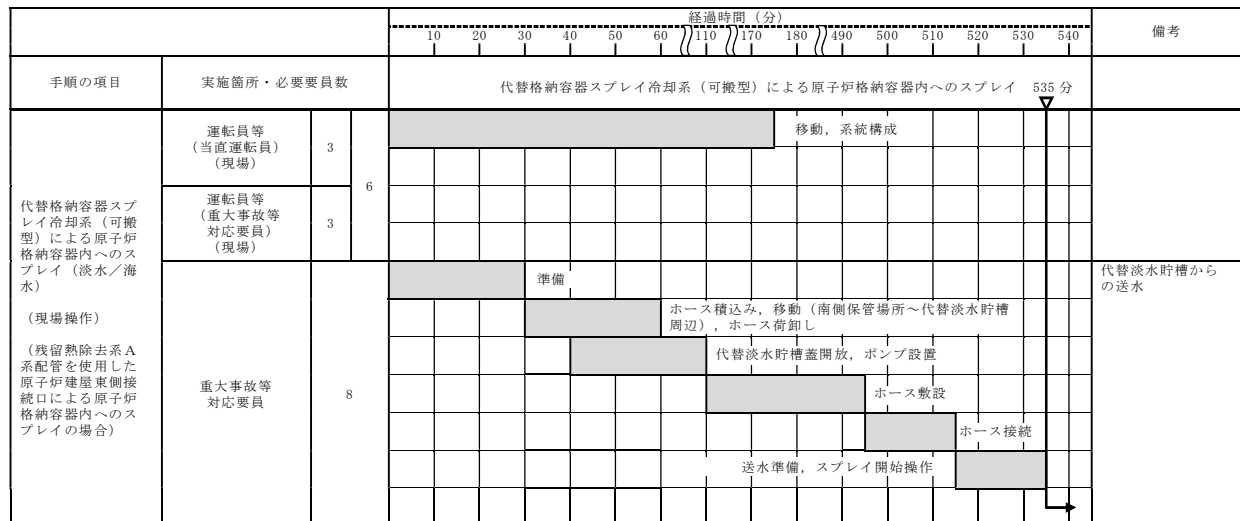 経過時間（分）
備考
10 20 30 40 50 60 110 170 180 490 500 510 520 530 540
手順の項目
実施箇所・必要要員数
代替格納容器スプレイ冷却系（可搬型）による原子炉格納容器内へのスプレイ 535 分
代替格納容器スプ
レイ冷却系（可搬
型）による原子炉
格納容器内へのス
プレイ（淡水／海
水）
（現場操作）
（残留熱除去系Ａ
系配管を使用した
原子炉建屋東側接
続口による原子炉
格納容器内へのス
プレイの場合）
運転員等
（当直運転員）
（現場）
3
6
移動，系統構成
運転員等
（重大事故等
対応要員）
（現場）
3
重大事故等
対応要員
8
準備
代替淡水貯槽から
の送水
ホース積込み，移動（南側保管場所～代替淡水貯槽
周辺），ホース荷卸し
代替淡水貯槽蓋開放，ポンプ設置
ホース敷設
ホース接続
送水準備，スプレイ開始操作